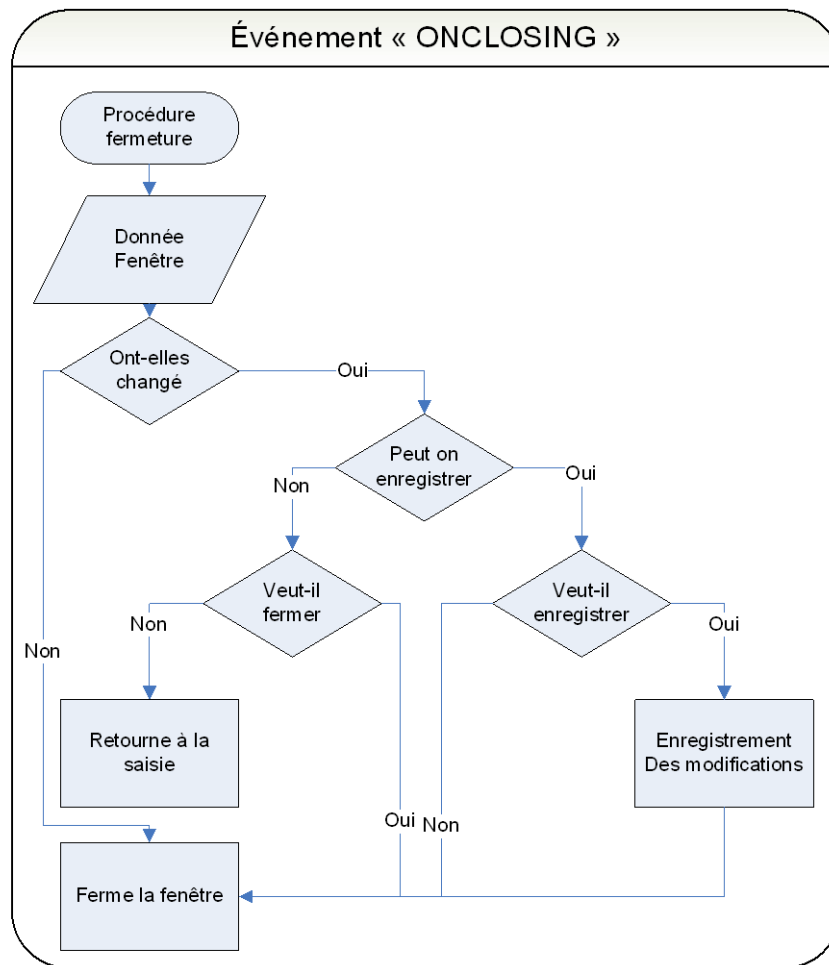 Événement « ONCLOSING »
Procédure
fermeture
Donnée
Fenêtre
Ont-elles
changé
Oui
Peut on
enregistrer
Non
Oui
Veut-il
fermer
Veut-il
enregistrer
Non
Oui
Non
Retourne à la
saisie
Enregistrement
Des modifications
Oui
Non
Ferme la fenêtre